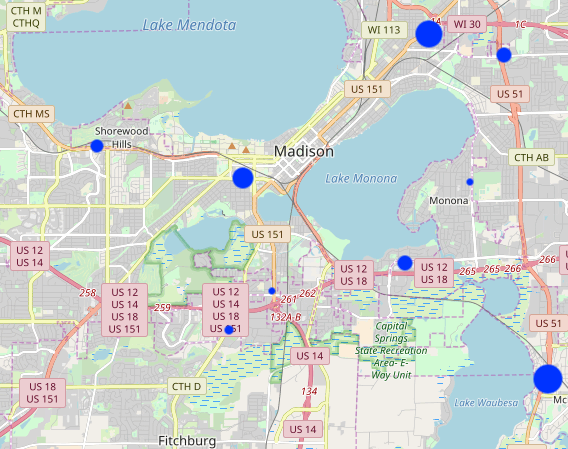 CTH M
CTHQ
Lake Mendota
WI 113
1A
WI 30
1C
US 151
US 51
CTH MS
Shorewood
Hills
Madison
CTH AB
Lake Monona
Monona
US 151
US 12
US 14
US 12
US 18
US 12
US 18
265
265
266
266
258
US 12
US 14
US 18
US 151
259
US 12
US 14
US 18
US 151
261
262
132A-B
US 51
Capital
Springs
State Recreation
Area- E-
Way Unit
US 14
CTH D
134
US 18
US 151
Lake Waubesa
Mc
US 14
Fitchburg